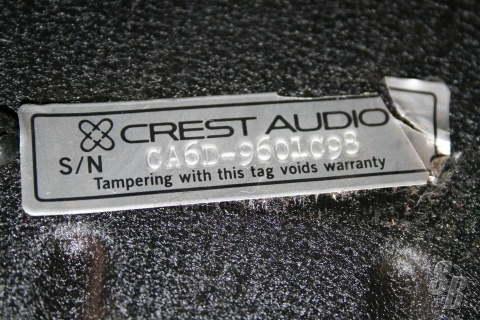 CREST AUDIO
S/N CA6D-9601C98
Tampering with this tag voids warranty